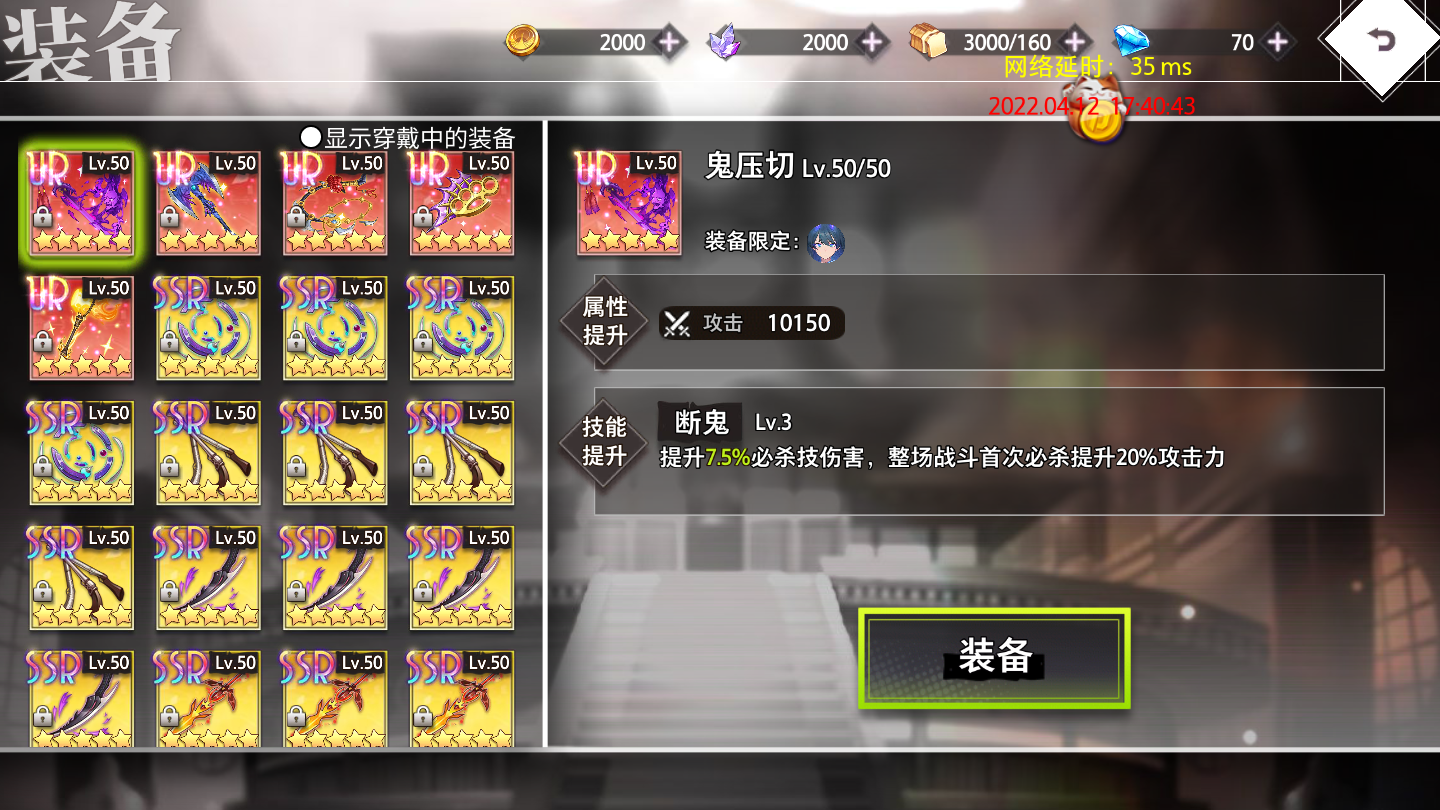 装备
2000
2000
3000/160
70
网络延时：35 ms
2022.04.12 17:40:43
显示穿戴中的装备
UR Lv.50 UR Lv.50 UR Lv.50 UR Lv.50
UR Lv.50 SSR Lv.50 SSR Lv.50 SSR Lv.50
SSR Lv.50 SSR Lv.50 SSR Lv.50 SSR Lv.50
SSR Lv.50 SSR Lv.50 SSR Lv.50 SSR Lv.50
SSR Lv.50 SSR Lv.50 SSR Lv.50 SSR Lv.50
UR Lv.50
鬼压切 Lv.50/50
装备限定：
属性
提升
攻击 10150
技能
提升
断鬼 Lv.3
提升7.5%必杀技伤害，整场战斗首次必杀提升20%攻击力
装备